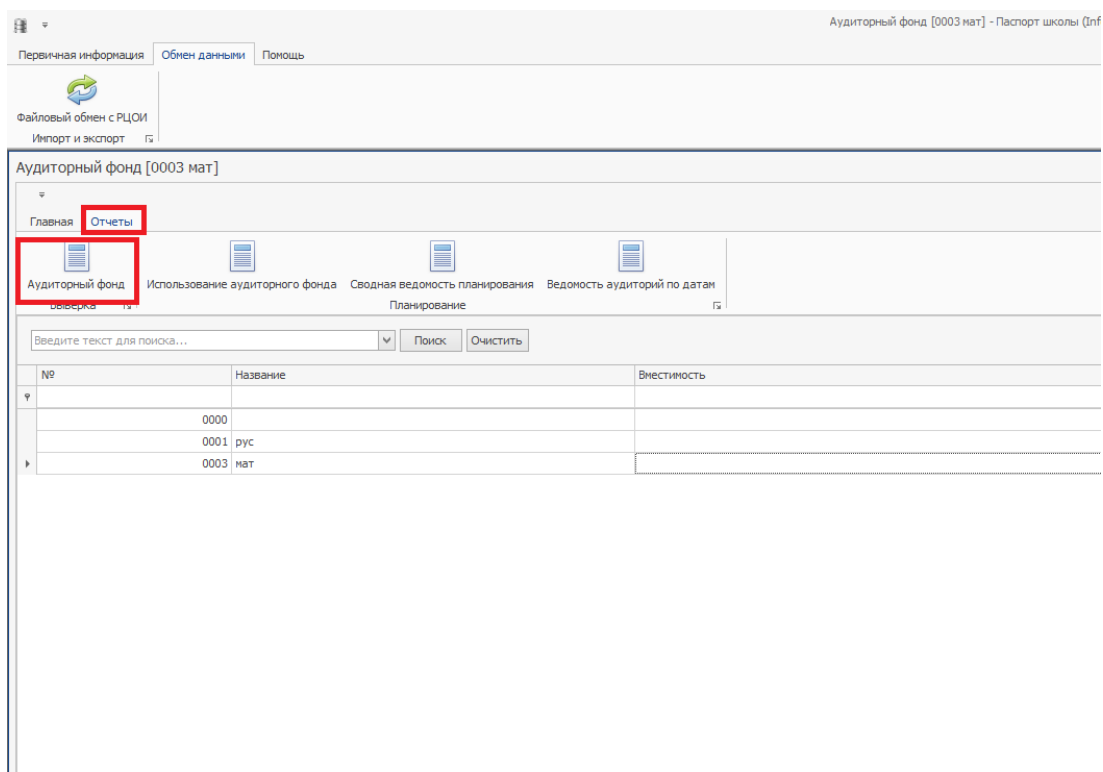 Аудиторный фонд [0003 мат] - Паспорт школы (Inf
Первичная информация Обмен данными Помощь
Файловый обмен с РЦОИ
Импорт и экспорт
Аудиторный фонд [0003 мат]
Главная Отчеты
Аудиторный фонд Использование аудиторного фонда Сводная ведомость планирования Ведомость аудиторий по датам
Выверка Планирование
Введите текст для поиска... Поиск Очистить
№ Название Вместимость
0000
0001 рус
0003 мат